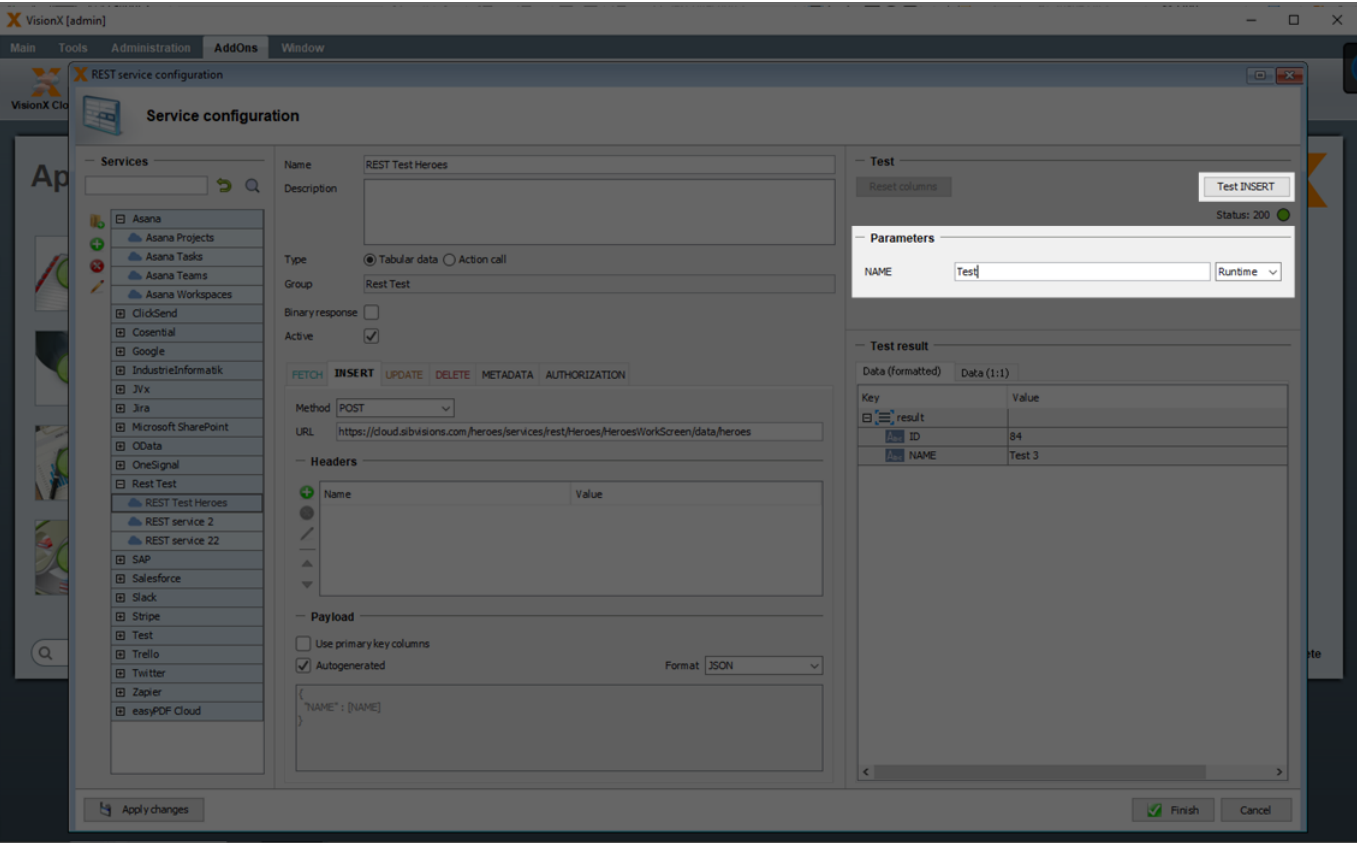 VisionX [admin]
Main Tools Administration AddOns Window
REST service configuration
VisionX Clo
Service configuration
Ap
Services
Asana
Asana Projects
Asana Tasks
Asana Teams
Asana Workspaces
ClickSend
Cosential
Google
IndustrieInformatik
JVx
Jira
Microsoft SharePoint
OData
OneSignal
Rest Test
REST Test Heroes
REST service 2
REST service 22
SAP
Salesforce
Slack
Stripe
Test
Trello
Twitter
Zapier
easyPDF Cloud
Name REST Test Heroes
Description
Type Tabular data Action call
Group Rest Test
Binary response
Active
FETCH INSERT UPDATE DELETE METADATA AUTHORIZATION
Method POST
URL https://cloud.sibvisions.com/heroes/services/rest/Heroes/HeroesWorkScreen/data/heroes
Headers
Name Value
Payload
Use primary key columns
Autogenerated Format JSON
{
"NAME" : [NAME]
}
Test
Reset columns Test INSERT
Status: 200
Parameters
NAME Test Runtime
Test result
Data (formatted) Data (1:1)
Key Value
result
Abc ID 84
Abc NAME Test 3
ete
Apply changes Finish Cancel